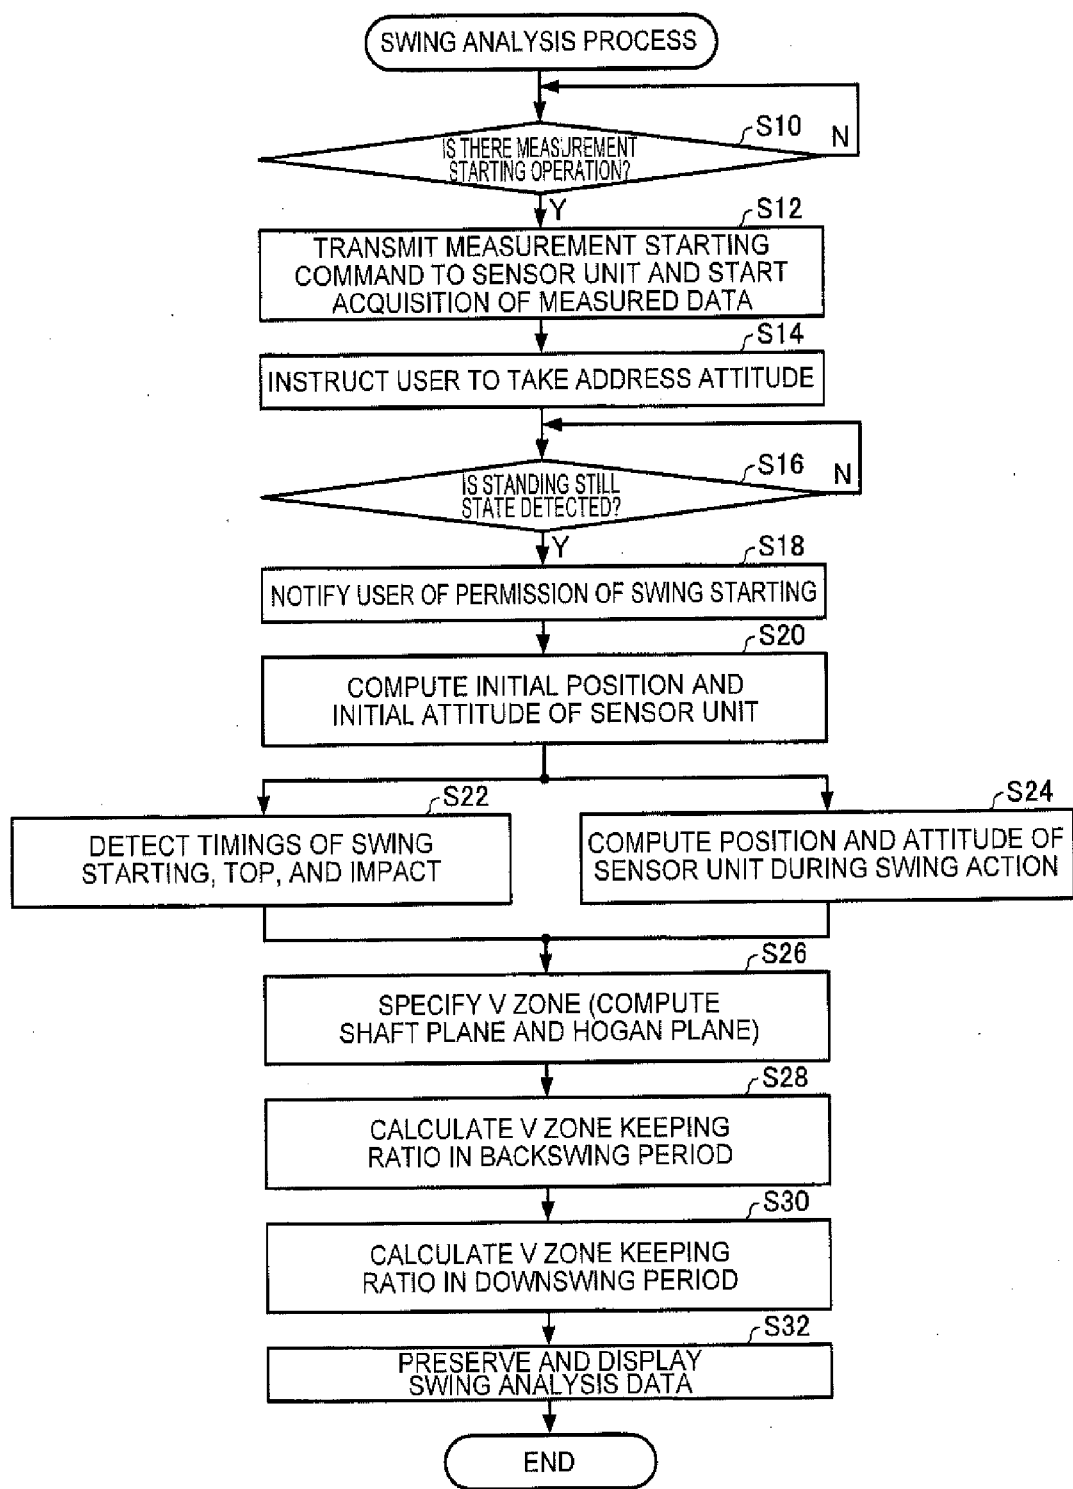 SWING ANALYSIS PROCESS
S10
N
IS THERE MEASUREMENT
STARTING OPERATION?
Y
S12
TRANSMIT MEASUREMENT STARTING
COMMAND TO SENSOR UNIT AND START
ACQUISITION OF MEASURED DATA
S14
INSTRUCT USER TO TAKE ADDRESS ATTITUDE
S16
N
IS STANDING STILL
STATE DETECTED?
Y
S18
NOTIFY USER OF PERMISSION OF SWING STARTING
S20
COMPUTE INITIAL POSITION AND
INITIAL ATTITUDE OF SENSOR UNIT
S22
DETECT TIMINGS OF SWING
STARTING, TOP, AND IMPACT
S24
COMPUTE POSITION AND ATTITUDE OF
SENSOR UNIT DURING SWING ACTION
S26
SPECIFY V ZONE (COMPUTE
SHAFT PLANE AND HOGAN PLANE)
S28
CALCULATE V ZONE KEEPING
RATIO IN BACKSWING PERIOD
S30
CALCULATE V ZONE KEEPING
RATIO IN DOWNSWING PERIOD
S32
PRESERVE AND DISPLAY
SWING ANALYSIS DATA
END